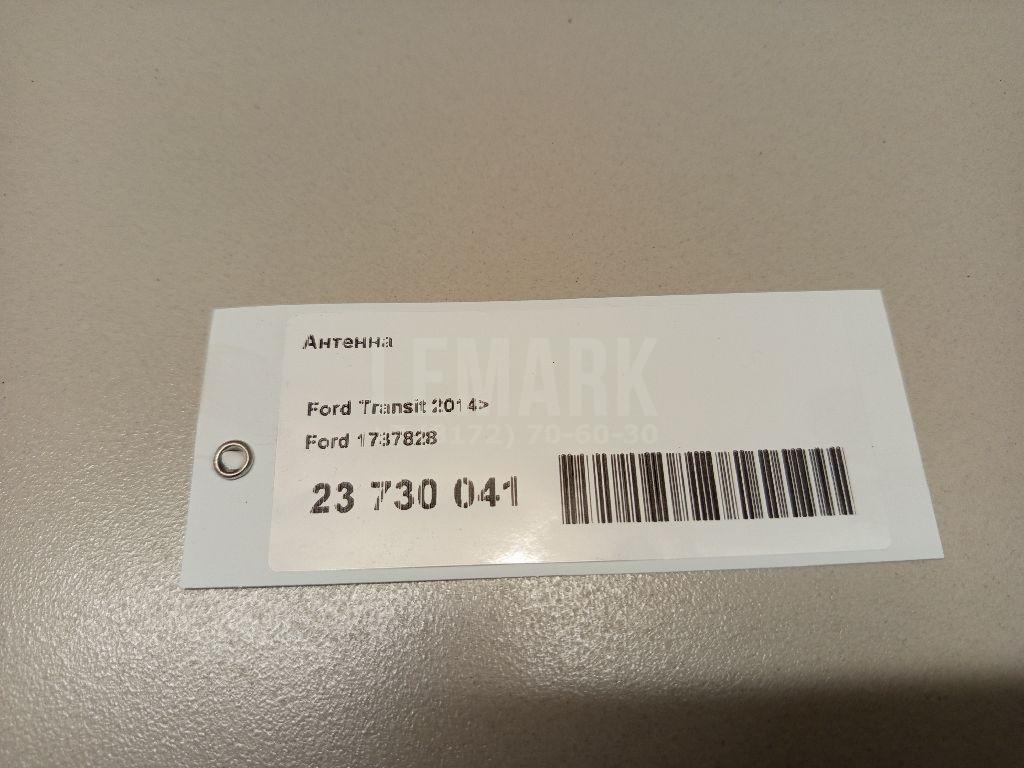 Антенна
LEMARK
Ford Transit 2014>
172) 70-60-30
Ford 1737828
23 730 041